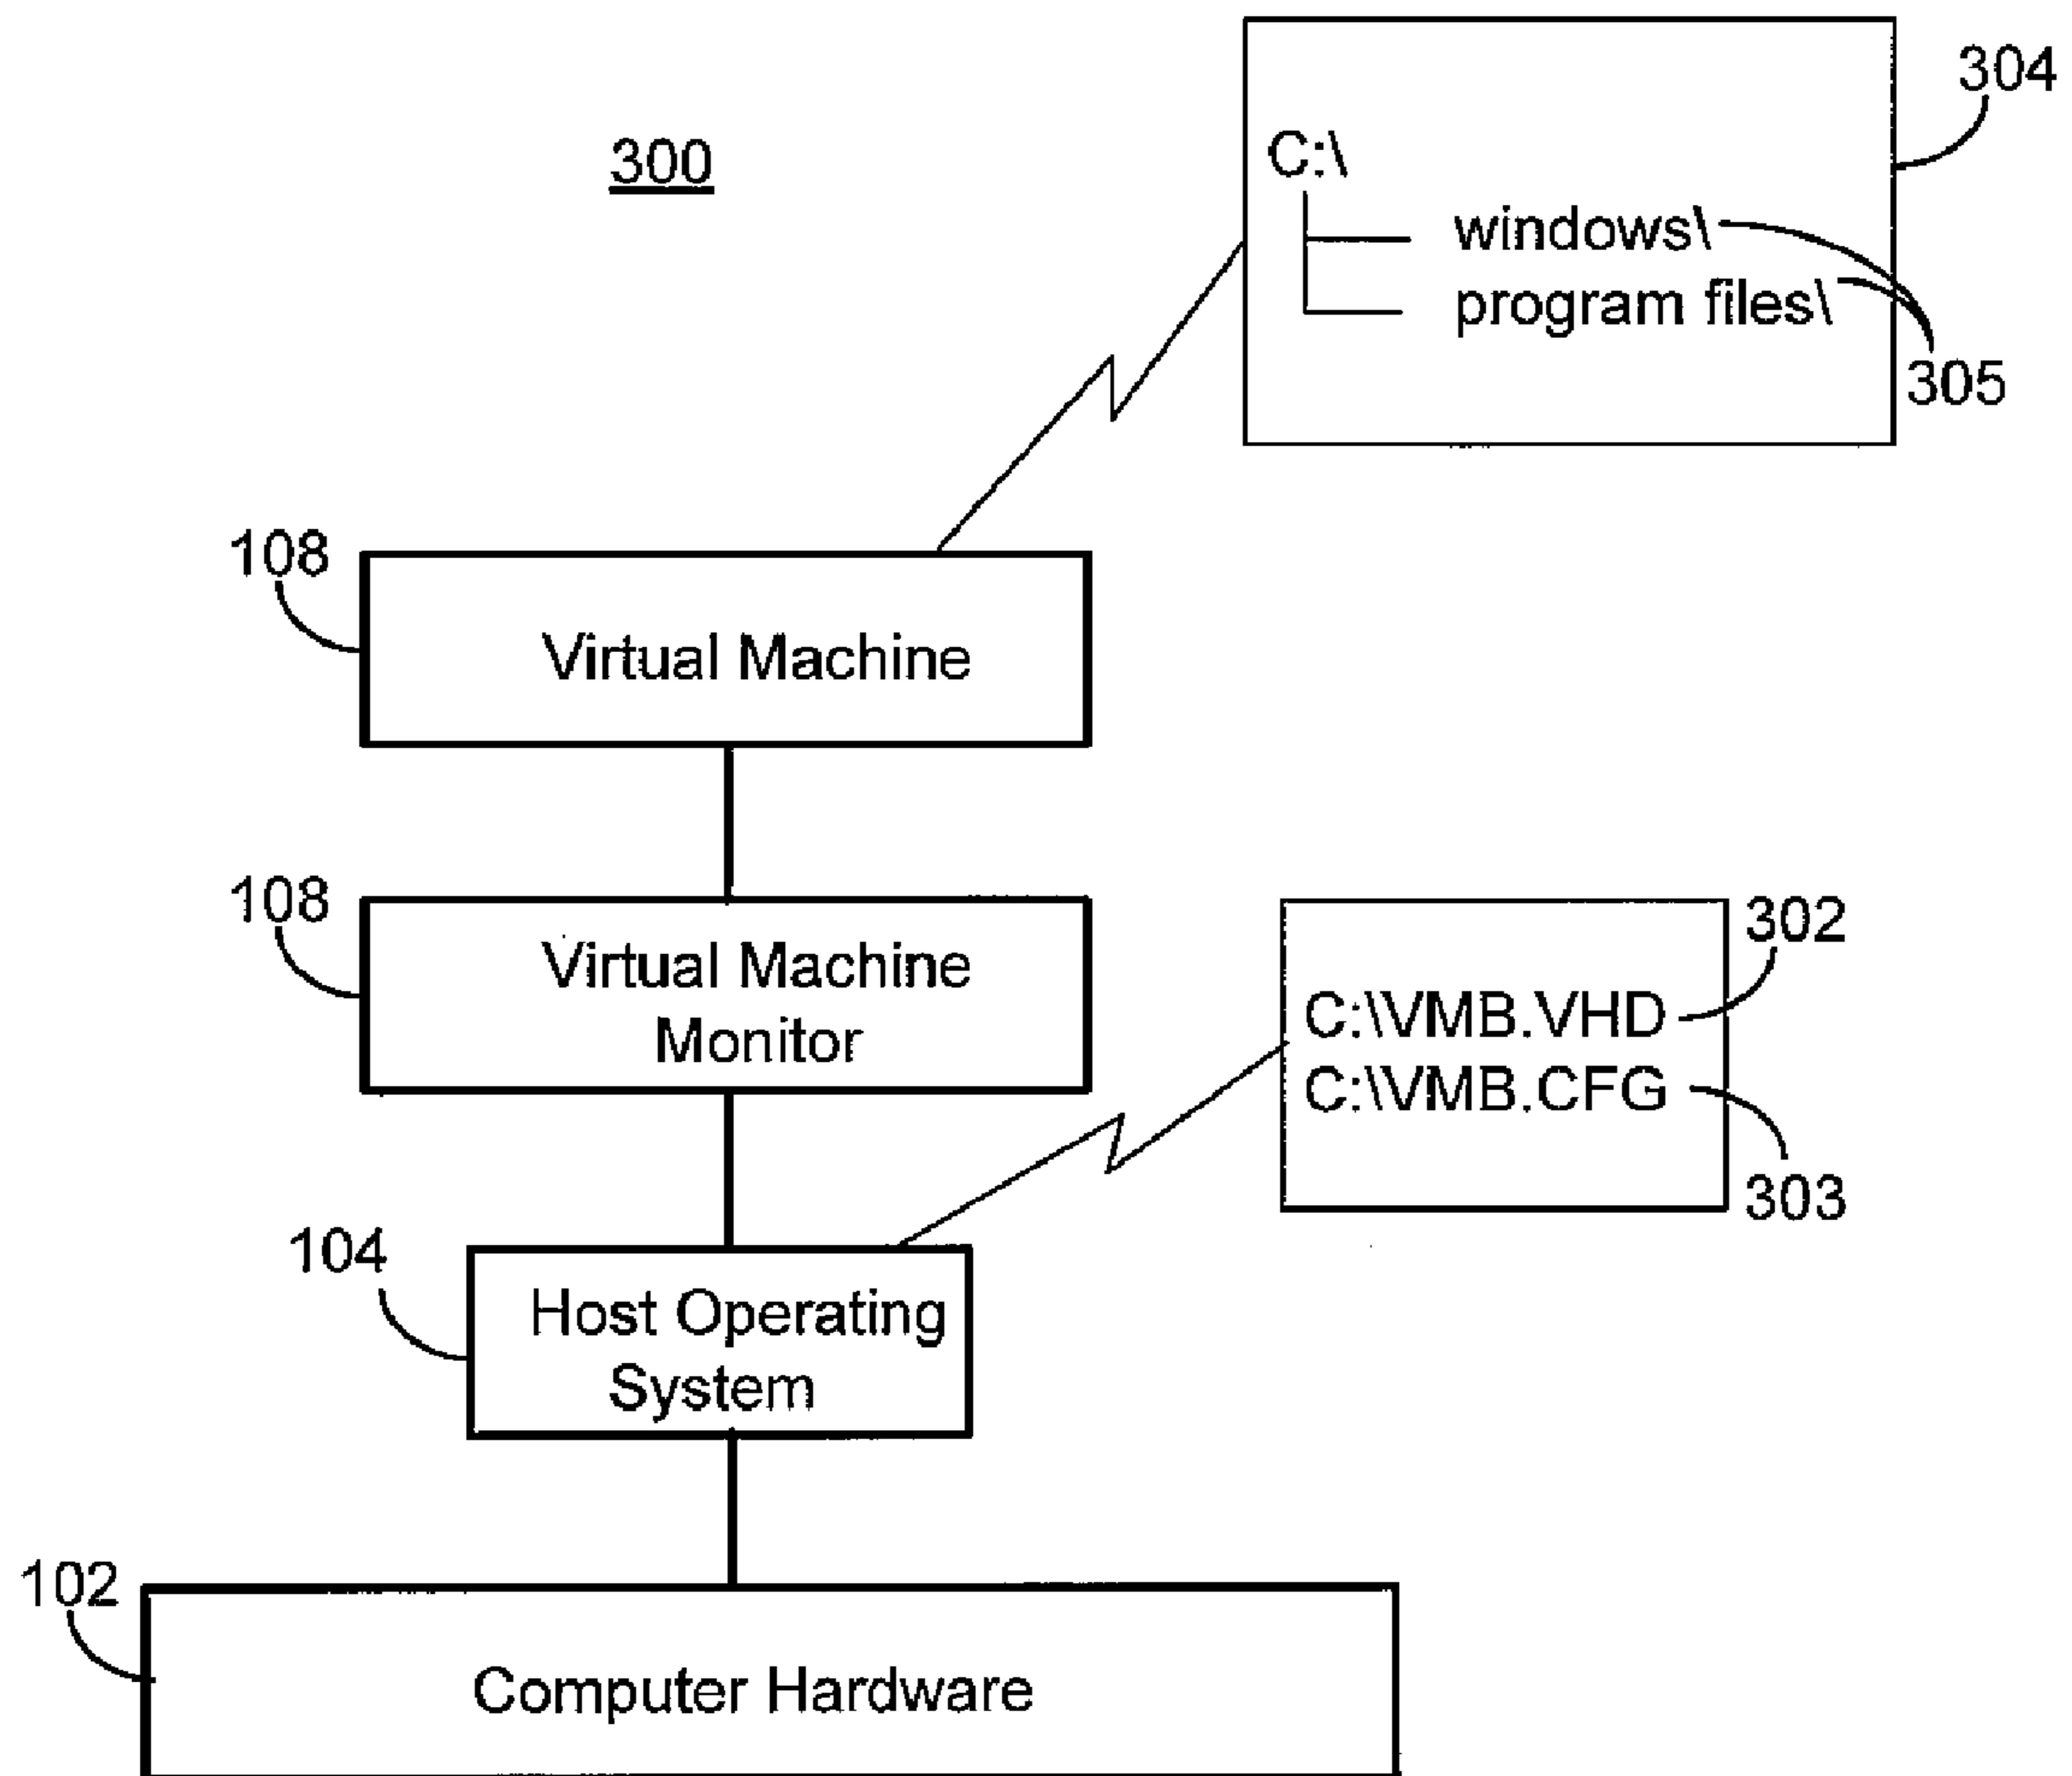 304
300
C:\
windows\
program files\
305
108
Virtual Machine
108
Virtual Machine
Monitor
302
C:\VMB.VHD
C:\VMB.CFG
303
104
Host Operating
System
102
Computer Hardware